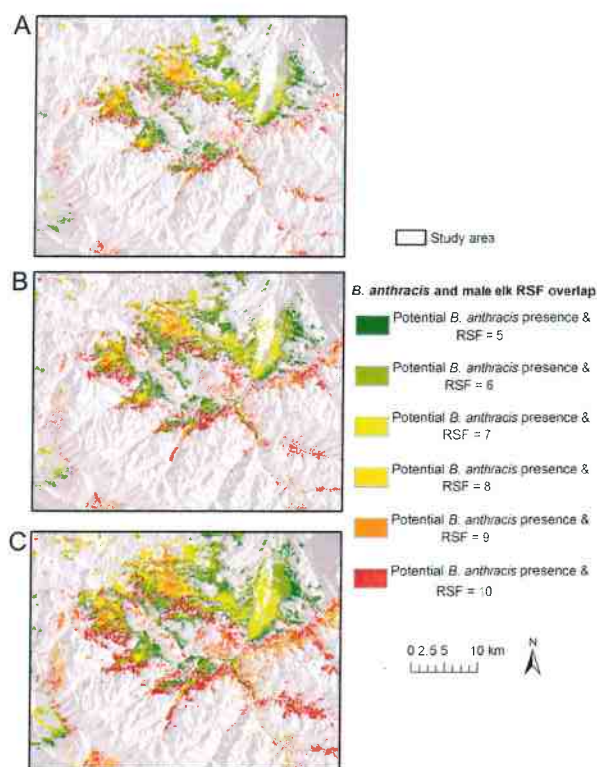 A
Study area
B
B. anthracis and male elk RSF overlap
Potential B. anthracis presence &
RSF = 5
Potential B. anthracis presence &
RSF = 6
Potential B. anthracis presence &
RSF = 7
Potential B. anthracis presence &
RSF = 8
Potential B. anthracis presence &
RSF = 9
C
Potential B. anthracis presence &
RSF = 10
0 2.5 5 10 km
N